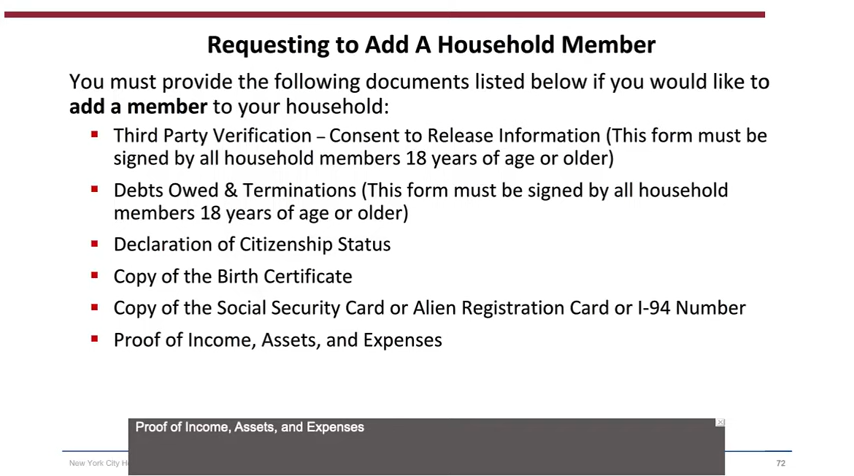 Requesting to Add A Household Member
You must provide the following documents listed below if you would like to
add a member to your household:
▪ Third Party Verification – Consent to Release Information (This form must be
signed by all household members 18 years of age or older)
▪ Debts Owed & Terminations (This form must be signed by all household
members 18 years of age or older)
▪ Declaration of Citizenship Status
▪ Copy of the Birth Certificate
▪ Copy of the Social Security Card or Alien Registration Card or I-94 Number
▪ Proof of Income, Assets, and Expenses
Proof of Income, Assets, and Expenses
New York City
72